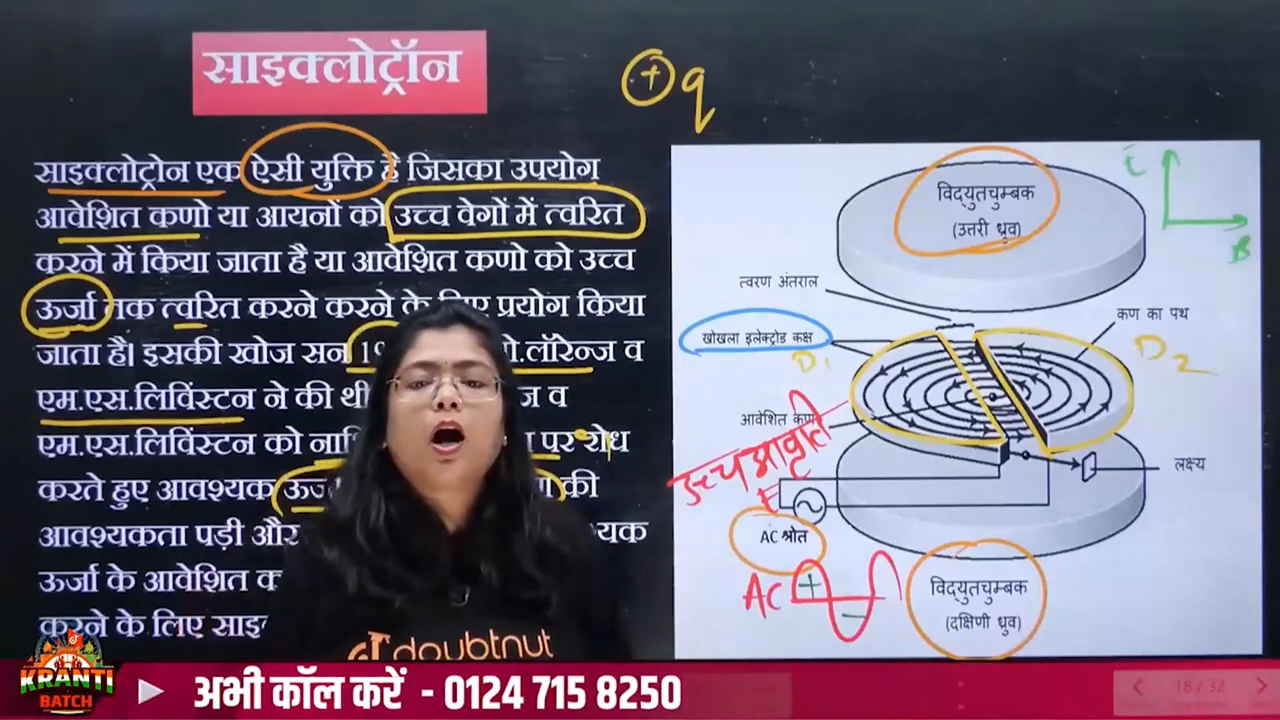 साइक्लोट्रॉन
+ q
साइक्लोट्रोन एक ऐसी युक्ति है जिसका उपयोग
आवेशित कणो या आयनों को उच्च वेगों में त्वरित
करने में किया जाता है या आवेशित कणो को उच्च
ऊर्जा तक त्वरित करने करने के लिए प्रयोग किया
जाता है। इसकी खोज सन 19 .लॉरेन्ज व
एम.एस.लिविंस्टन ने की थी ज व
एम.एस.लिविंस्टन को पर रोध
करते हुए आवश्यक की
आवश्यकता पड़ी और
ऊर्जा के आवेशित
करने के लिए
विद्युतचुम्बक
(उत्तरी ध्रुव)
E
B
त्वरण अंतराल
खोखला इलेक्ट्रोड कक्ष
कण का पथ
D1
D2
आवेशित कण
उच्च आवृति
लक्ष्य
AC श्रोत
AC + -
विद्युतचुम्बक
(दक्षिणी ध्रुव)
doubtnut
KRANTI
BATCH
अभी कॉल करें - 0124 715 8250
18 / 32